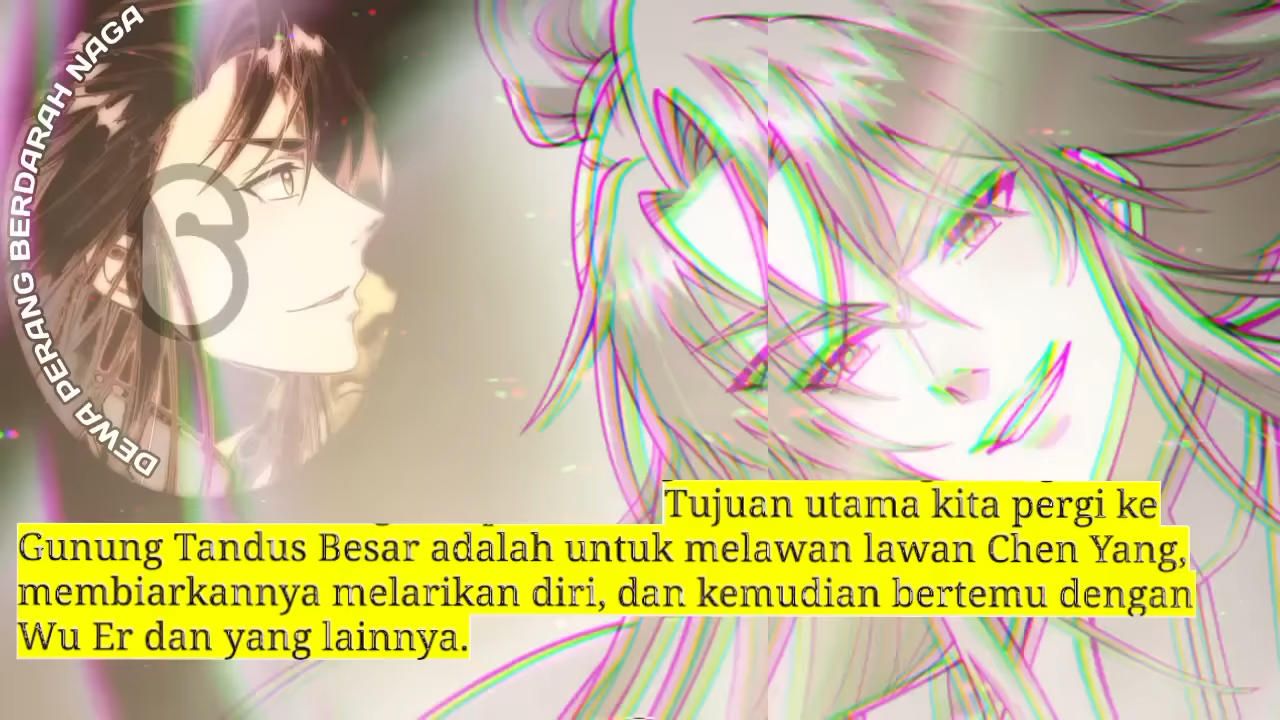 DEWA PERANG BERDARAH NAGA
Tujuan utama kita pergi ke
Gunung Tandus Besar adalah untuk melawan lawan Chen Yang,
membiarkannya melarikan diri, dan kemudian bertemu dengan
Wu Er dan yang lainnya.